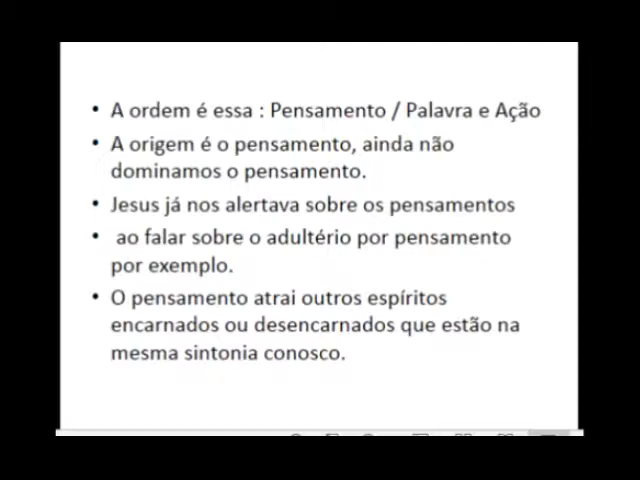 • A ordem é essa : Pensamento / Palavra e Ação
• A origem é o pensamento, ainda não
dominamos o pensamento.
• Jesus já nos alertava sobre os pensamentos
• ao falar sobre o adultério por pensamento
por exemplo.
• O pensamento atrai outros espíritos
encarnados ou desencarnados que estão na
mesma sintonia conosco.